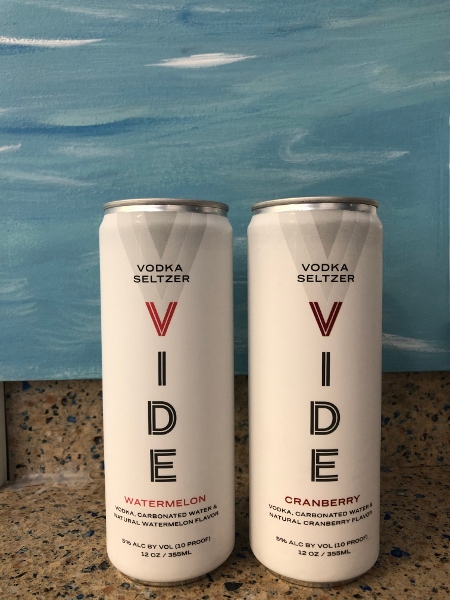 VODKA
SELTZER
V
I
D
E
WATERMELON
VODKA, CARBONATED WATER &
NATURAL WATERMELON FLAVOR
5% ALC BY VOL (10 PROOF)
12 OZ / 355ML
VODKA
SELTZER
V
I
D
E
CRANBERRY
VODKA, CARBONATED WATER &
NATURAL CRANBERRY FLAVOR
5% ALC BY VOL (10 PROOF)
12 OZ / 355ML